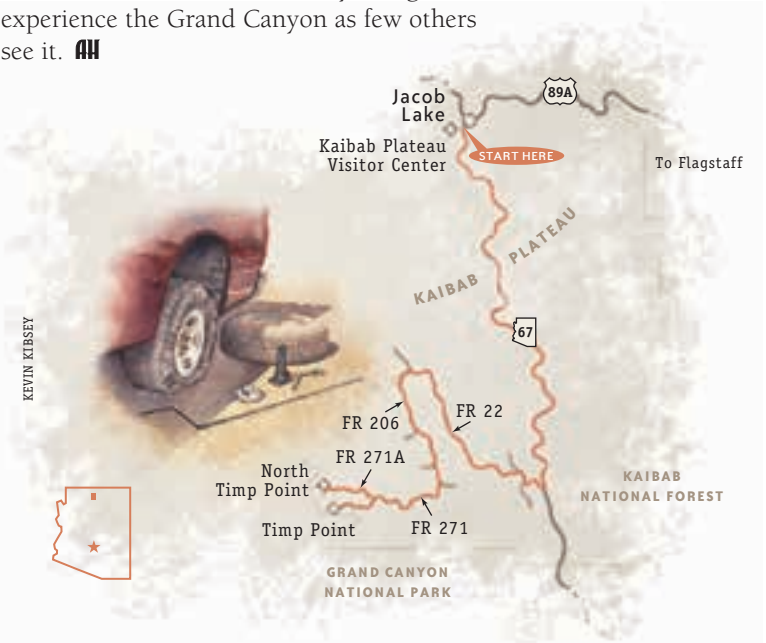 experience the Grand Canyon as few others
see it. AH
89A
Jacob
Lake
Kaibab Plateau
Visitor Center
START HERE
To Flagstaff
KAIBAB PLATEAU
67
KEVIN KIBSEY
FR 206
FR 22
FR 271A
North
Timp Point
Timp Point
FR 271
KAIBAB
NATIONAL FOREST
GRAND CANYON
NATIONAL PARK